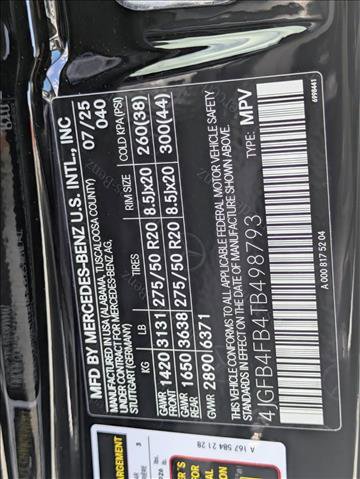 MFD BY MERCEDES-BENZ U.S. INTL., INC
07/25
MANUFACTURED IN USA (ALABAMA, TUSCALOOSA COUNTY)
UNDER CONTRACT FOR MERCEDES-BENZ AG,
STUTTGART (GERMANY)
040
KG LB TIRES RIM SIZE COLD KPA(PSI)
GAWR 1420 3131 275/50 R20 8.5Jx20 260(38)
GAWR 1650 3638 275/50 R20 8.5Jx20 300(44)
GVWR 2890 6371
THIS VEHICLE CONFORMS TO ALL APPLICABLE FEDERAL MOTOR VEHICLE SAFETY
STANDARDS IN EFFECT ON THE DATE OF MANUFACTURE SHOWN ABOVE.
4JGFB4FB4TB498793
TYPE: MPV
A 000 817 52 04
6998441
A 167 584 21 28